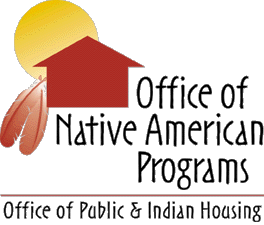 Office of
Native American
Programs
Office of Public & Indian Housing